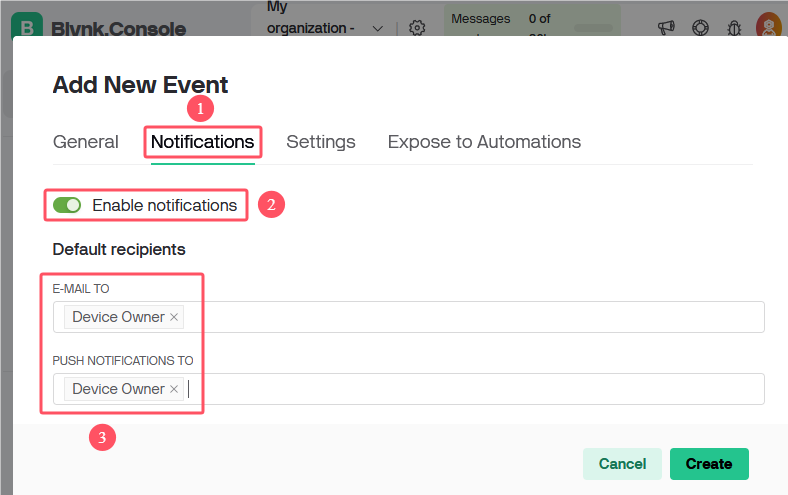 B Blynk.Console
My
organization -
Messages 0 of
Add New Event
1
General Notifications Settings Expose to Automations
Enable notifications 2
Default recipients
E-MAIL TO
Device Owner ×
PUSH NOTIFICATIONS TO
Device Owner ×
3
Cancel Create